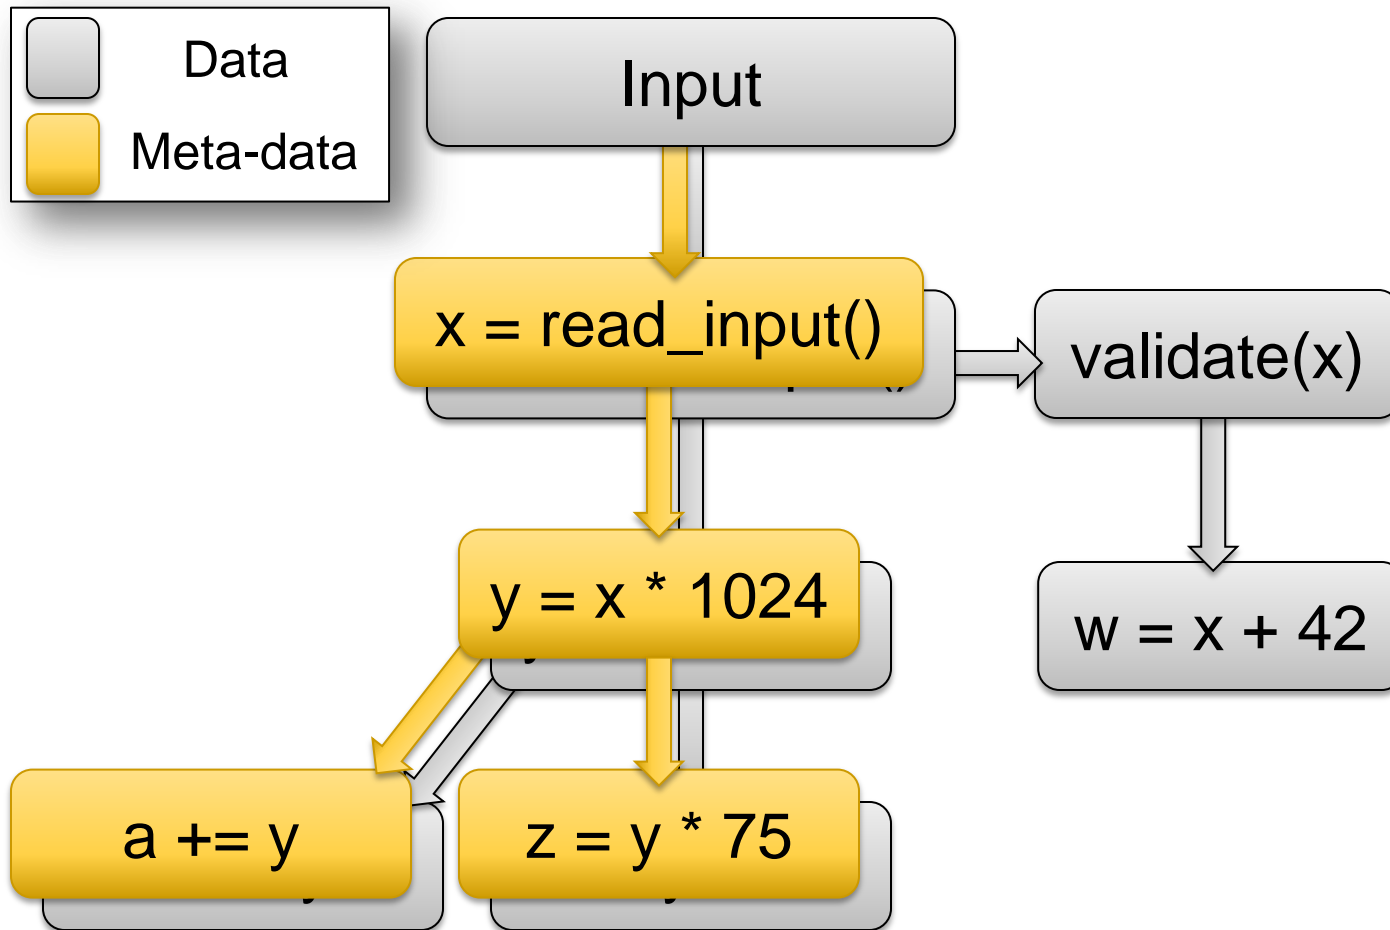 Data
Meta-data
Input
x = read_input()
validate(x)
y = x * 1024
w = x + 42
a += y
z = y * 75